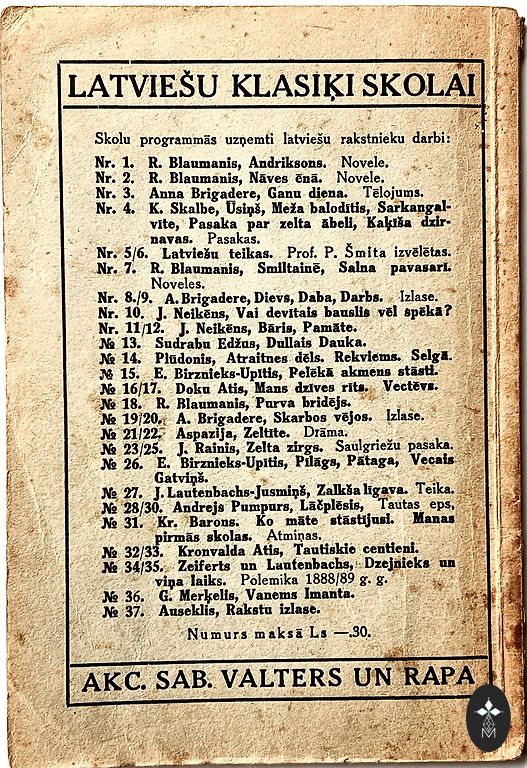 LATVIEŠU KLASIĶI SKOLAI
Skolu programmās uzņemti latviešu rakstnieku darbi:
Nr. 1. R. Blaumanis, Andriksons. Novele.
Nr. 2. R. Blaumanis, Nāves ēnā. Novele.
Nr. 3. Anna Brigadere, Ganu diena. Tēlojums.
Nr. 4. K. Skalbe, Ūsiņš, Meža balodītis, Sarkangal-
vīte, Pasaka par zelta ābeli, Kaķīša dzir-
navas. Pasakas.
Nr. 5/6. Latviešu teikas. Prof. P. Šmita izvēlētas.
Nr. 7. R. Blaumanis, Smiltainē, Salna pavasarī.
Noveles.
Nr. 8./9. A. Brigadere, Dievs, Daba, Darbs. Izlase.
Nr. 10. J. Neikēns, Vai devītais bauslis vēl spēkā?
Nr. 11/12. J. Neikēns, Bāris, Pamāte.
№ 13. Sudrabu Edžus, Dullais Dauka.
№ 14. Plūdonis, Atraitnes dēls. Rekviems. Selgā.
№ 15. E. Birznieks-Upītis, Pelēkā akmens stāsti.
№ 16/17. Doku Atis, Mans dzīves rīts. Vectēvs.
№ 18. R. Blaumanis, Purva bridējs.
№ 19/20. A. Brigadere, Skarbos vējos. Izlase.
№ 21/22. Aspazija, Zeltīte. Drāma.
№ 23/25. J. Rainis, Zelta zirgs. Saulgriežu pasaka.
№ 26. E. Birznieks-Upītis, Pilāgs, Pātaga, Vecais
Gatviņš.
№ 27. J. Lautenbachs-Jusmiņš, Zalkša līgava. Teika.
№ 28/30. Andrejs Pumpurs, Lāčplēsis, Tautas eps,
№ 31. Kr. Barons. Ko māte stāstījusi. Manas
pirmās skolas. Atmiņas.
№ 32/33. Kronvalda Atis, Tautiskie centieni.
№ 34/35. Zeiferts un Lautenbachs, Dzejnieks un
viņa laiks. Polemika 1888/89 g. g.
№ 36. G. Merķelis, Vanems Imanta.
№ 37. Auseklis, Rakstu izlase.
Numurs maksā Ls —.30.
AKC. SAB. VALTERS UN RAPA
M